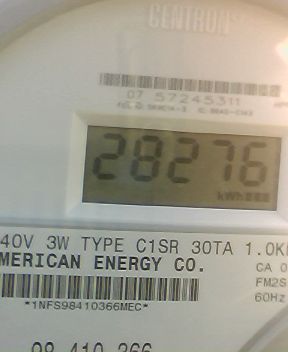 CENTRON
07 57245311
28276
kWh
40V 3W TYPE C1SR 30TA 1.0K
MERICAN ENERGY CO.
CA 0
FM2S
*1NFS98410366MEC*
60Hz
98 410 366